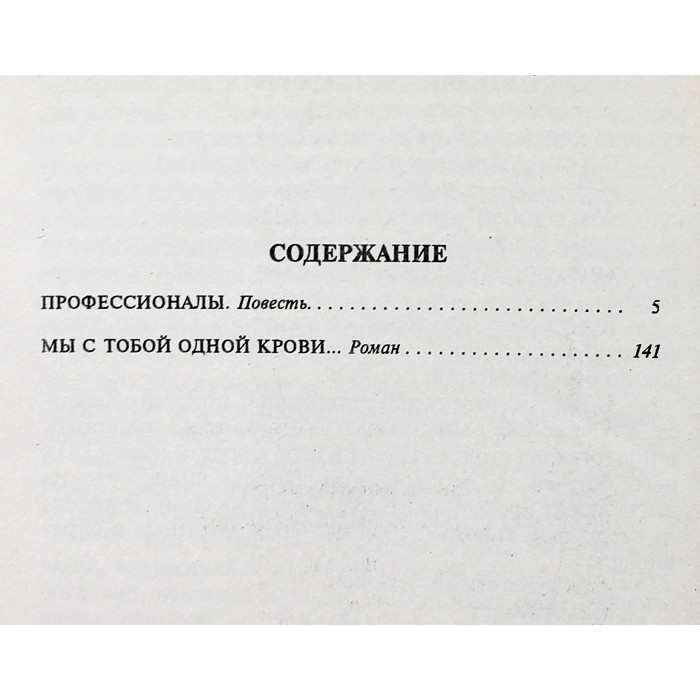 СОДЕРЖАНИЕ
ПРОФЕССИОНАЛЫ. Повесть. . . . . . . . . . . . . . . . . . . . . . . . . . . . . 5
МЫ С ТОБОЙ ОДНОЙ КРОВИ... Роман . . . . . . . . . . . . . . . . . . . . 141